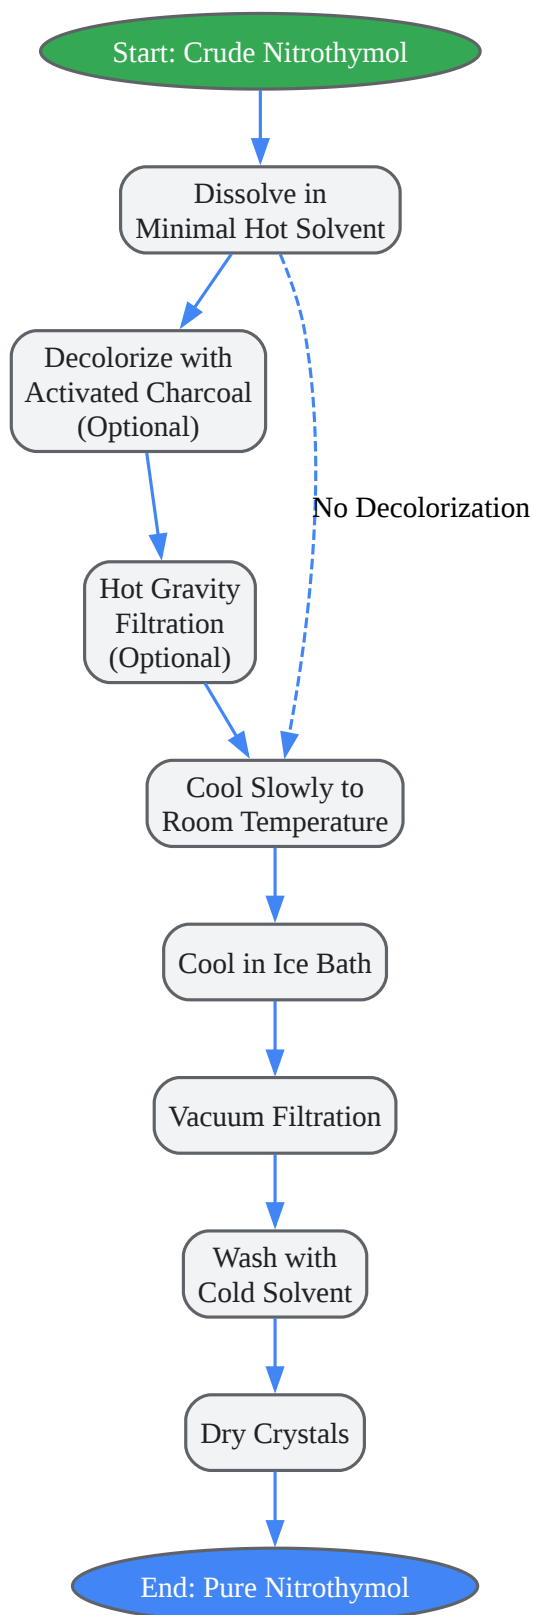 Start: Crude Nitrothymol
Dissolve in
Minimal Hot Solvent
Decolorize with
Activated Charcoal
(Optional)
No Decolorization
Hot Gravity
Filtration
(Optional)
Cool Slowly to
Room Temperature
Cool in Ice Bath
Vacuum Filtration
Wash with
Cold Solvent
Dry Crystals
End: Pure Nitrothymol